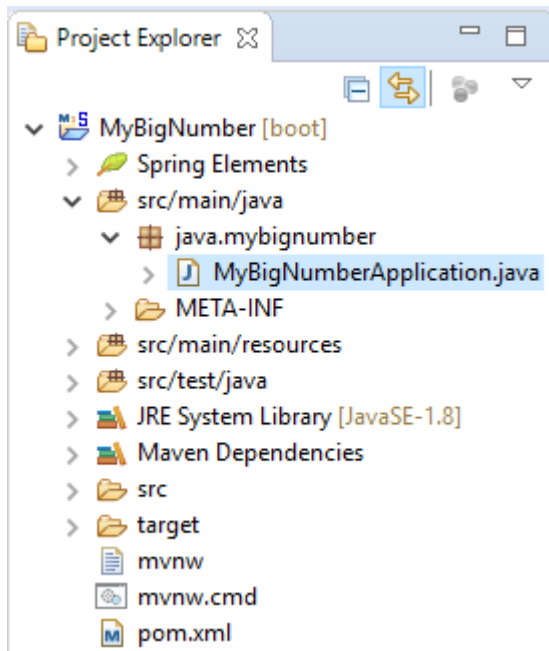 Project Explorer
MyBigNumber [boot]
Spring Elements
src/main/java
java.mybignumber
MyBigNumberApplication.java
META-INF
src/main/resources
src/test/java
JRE System Library [JavaSE-1.8]
Maven Dependencies
src
target
mvnw
mvnw.cmd
pom.xml